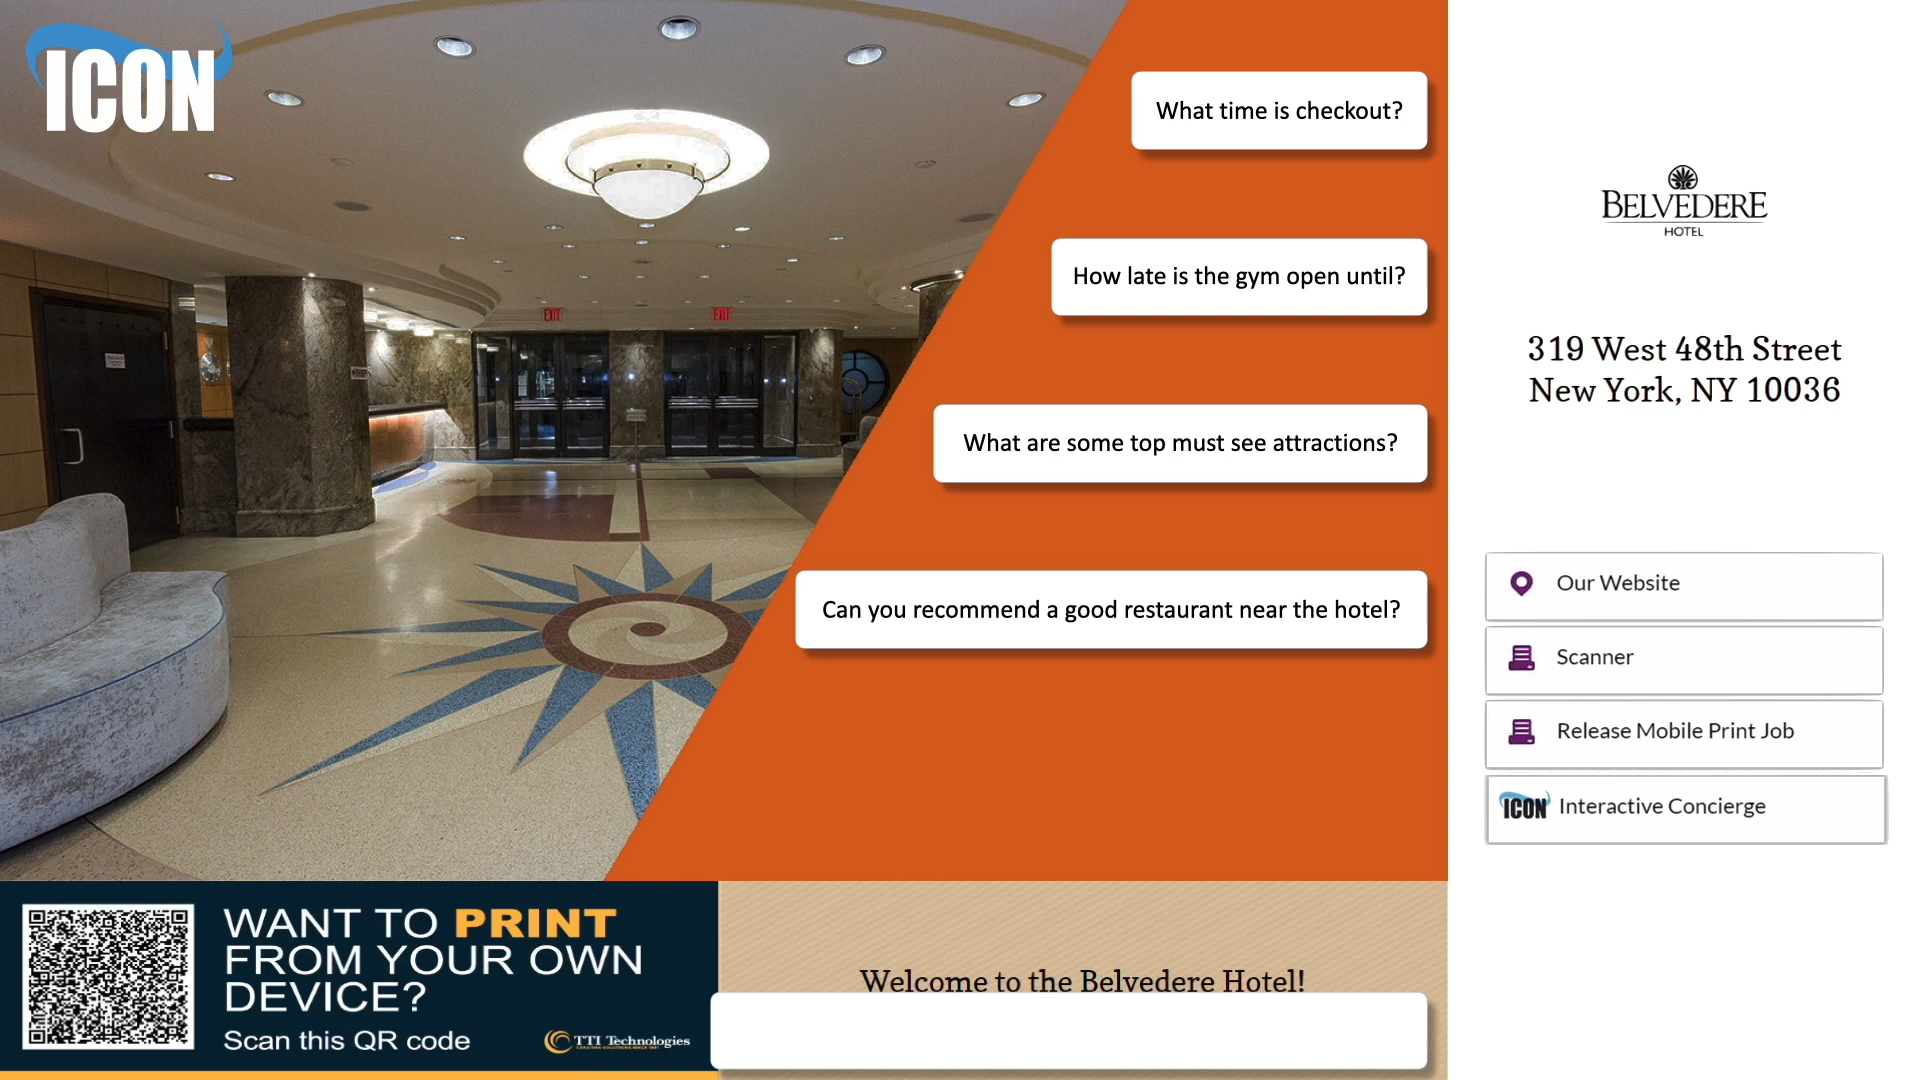 ICON
EXIT
EXIT
What time is checkout?
How late is the gym open until?
What are some top must see attractions?
Can you recommend a good restaurant near the hotel?
BELVEDERE
HOTEL
319 West 48th Street
New York, NY 10036
Our Website
Scanner
Release Mobile Print Job
ICON Interactive Concierge
WANT TO PRINT
FROM YOUR OWN
DEVICE?
Scan this QR code
TTI Technologies
Welcome to the Belvedere Hotel!